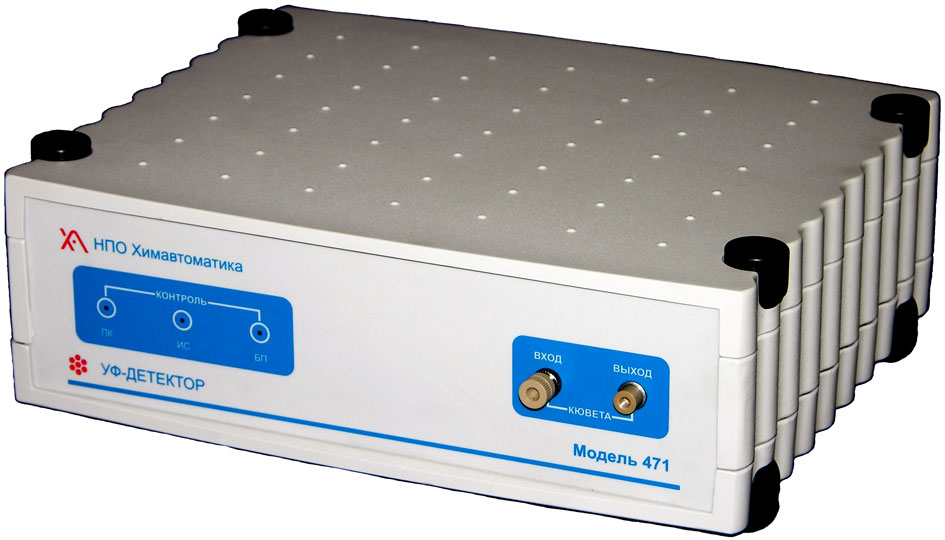 НПО Химавтоматика
КОНТРОЛЬ
ПК
ИС
БП
УФ-ДЕТЕКТОР
ВХОД
ВЫХОД
КЮВЕТА
Модель 471